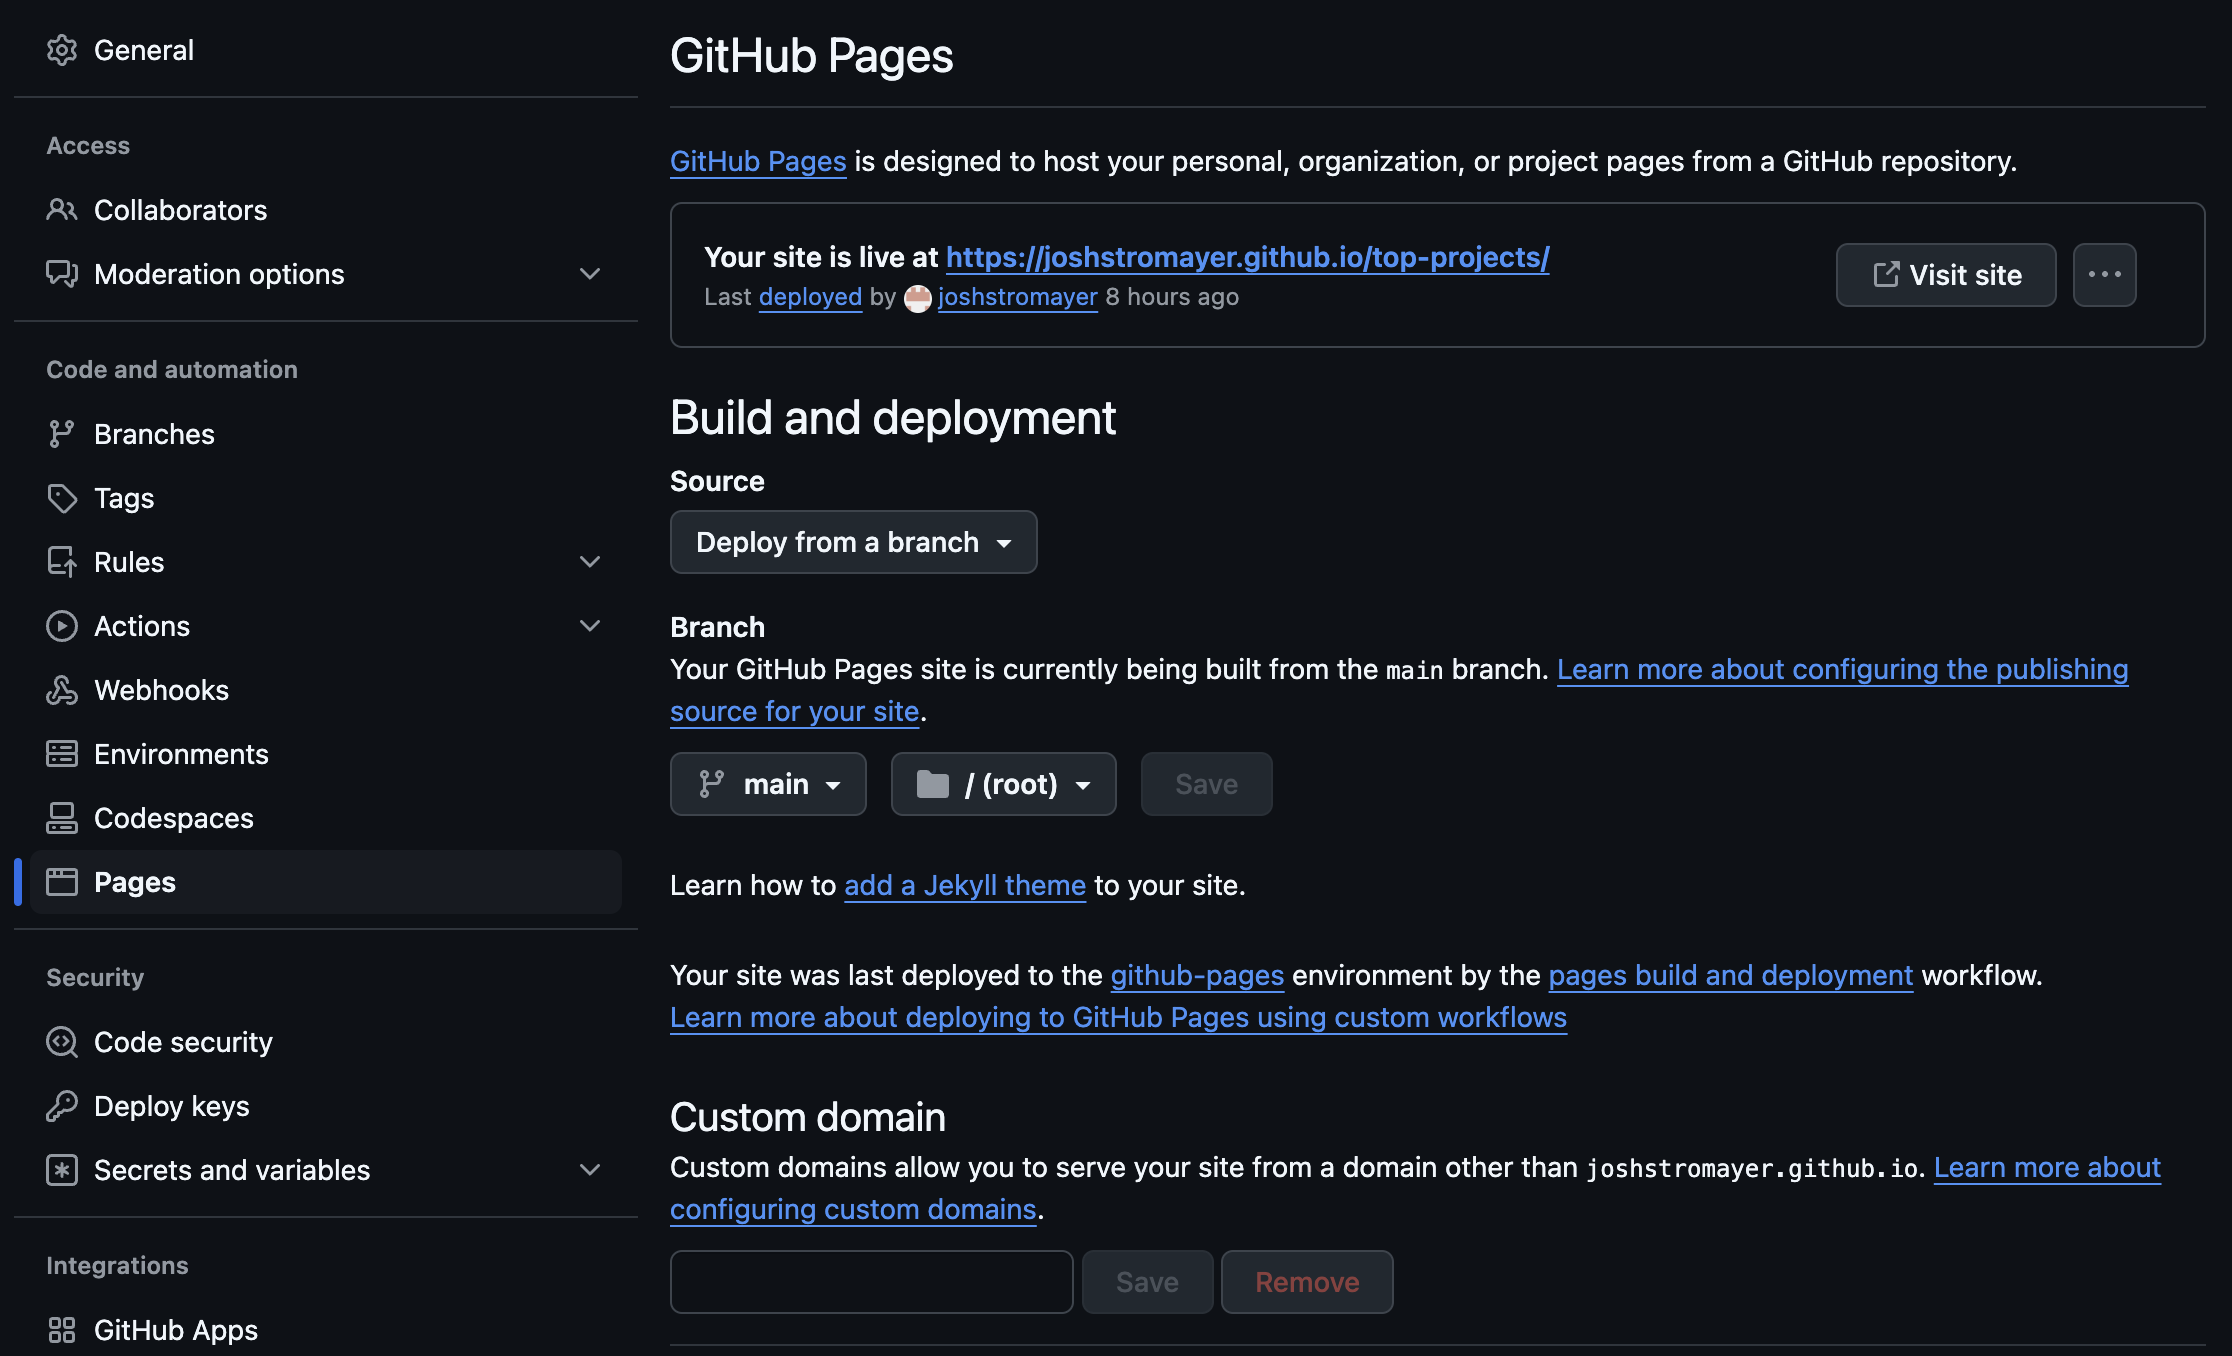 General
Access
Collaborators
Moderation options
Code and automation
Branches
Tags
Rules
Actions
Webhooks
Environments
Codespaces
Pages
Security
Code security
Deploy keys
Secrets and variables
Integrations
GitHub Apps
GitHub Pages
GitHub Pages is designed to host your personal, organization, or project pages from a GitHub repository.
Your site is live at https://joshstromayer.github.io/top-projects/
Last deployed by joshstromayer 8 hours ago
Visit site
Build and deployment
Source
Deploy from a branch
Branch
Your GitHub Pages site is currently being built from the main branch. Learn more about configuring the publishing
source for your site.
main
/ (root)
Save
Learn how to add a Jekyll theme to your site.
Your site was last deployed to the github-pages environment by the pages build and deployment workflow.
Learn more about deploying to GitHub Pages using custom workflows
Custom domain
Custom domains allow you to serve your site from a domain other than joshstromayer.github.io. Learn more about
configuring custom domains.
Save
Remove